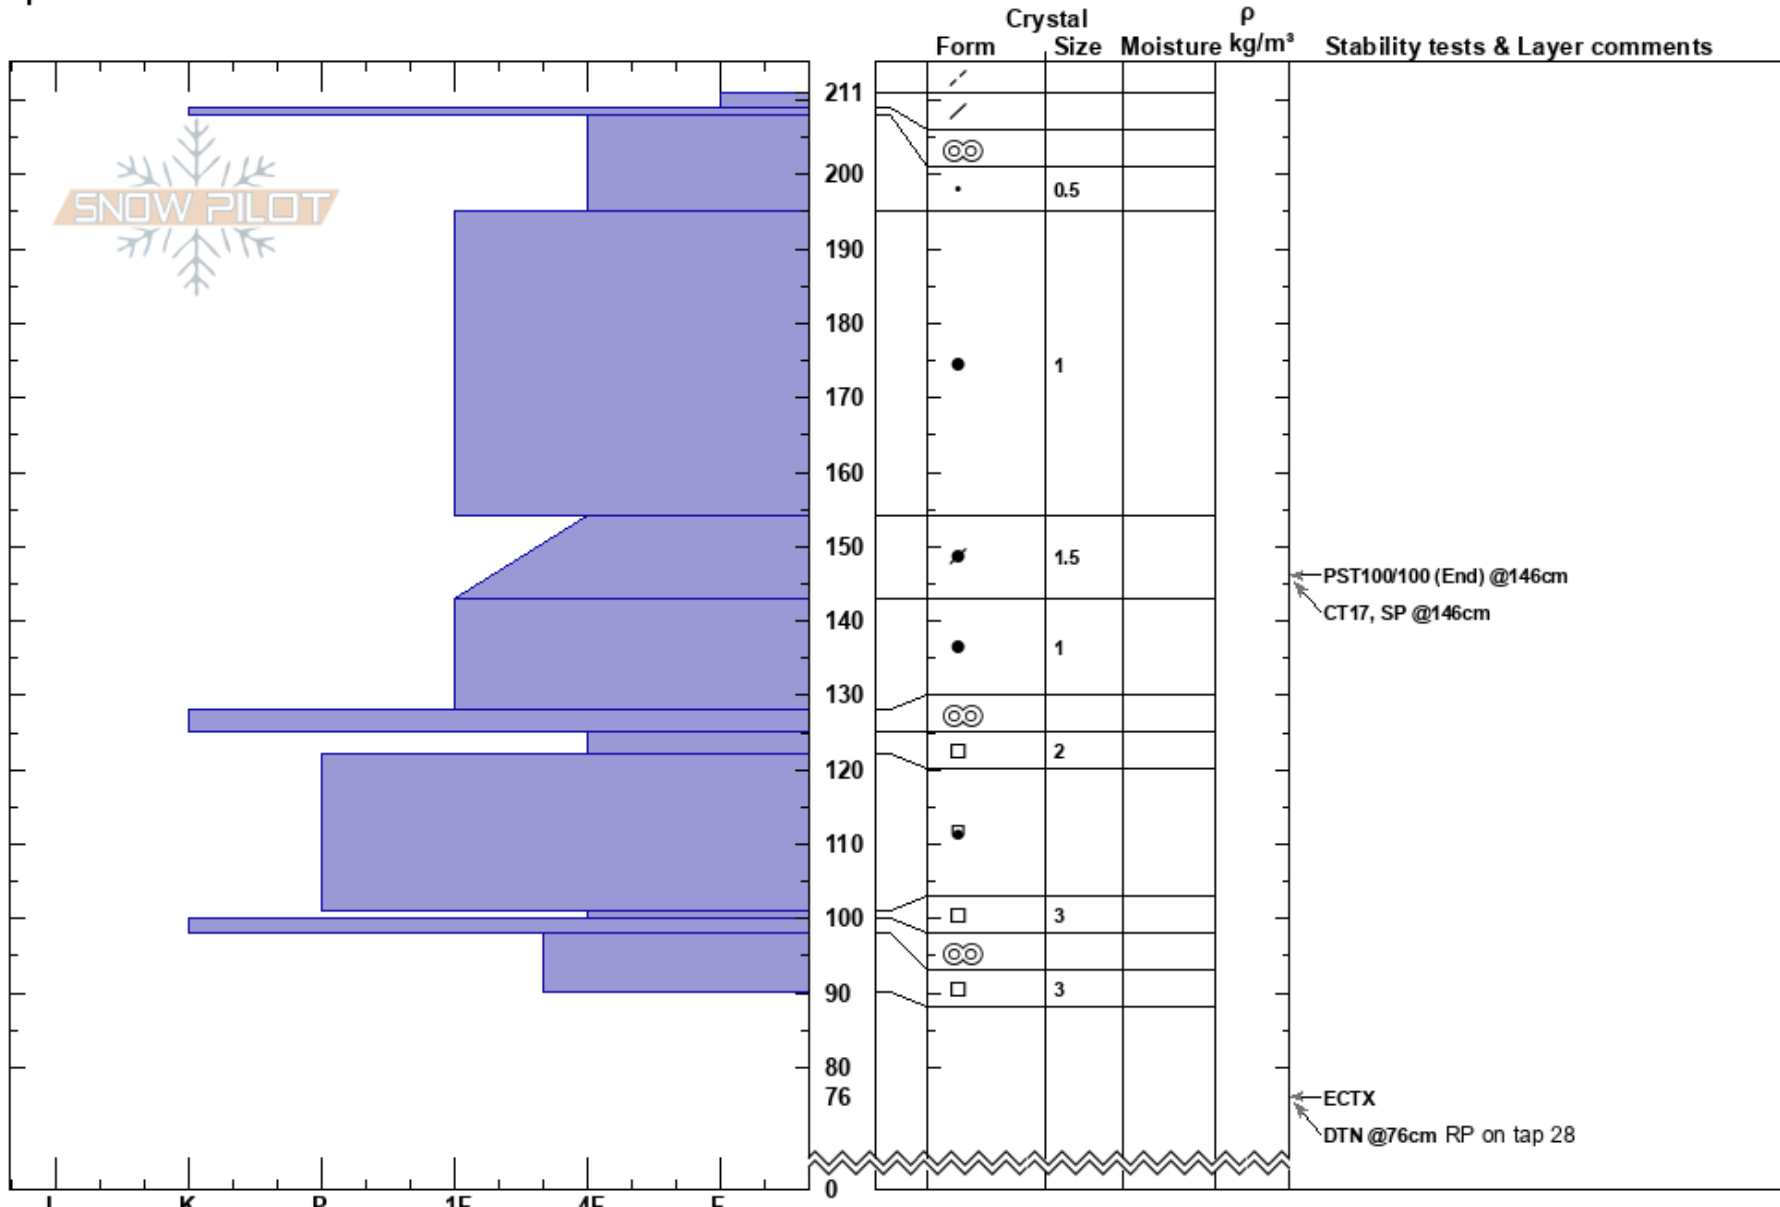 Crystal ρ
Form Size Moisture kg/m³ Stability tests & Layer comments
211
SNOW PILOT
200
0.5
190
180
1
170
160
150
1.5
PST100/100 (End) @146cm
140
CT17, SP @146cm
1
130
2
120
110
100
3
90
3
80
76
ECTX
DTN @76cm RP on tap 28
0
I K P 1F 4F F